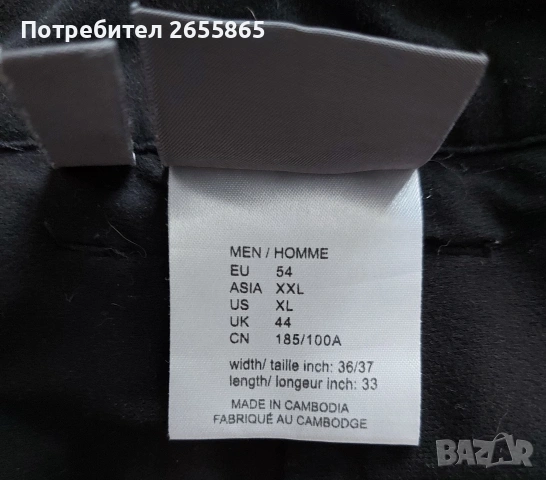 Потребител 2655865
MEN / HOMME
EU 54
ASIA XXL
US XL
UK 44
CN 185/100A
width/ taille inch: 36/37
length/ longeur inch: 33
MADE IN CAMBODIA
FABRIQUÉ AU CAMBODGE
BAZAR